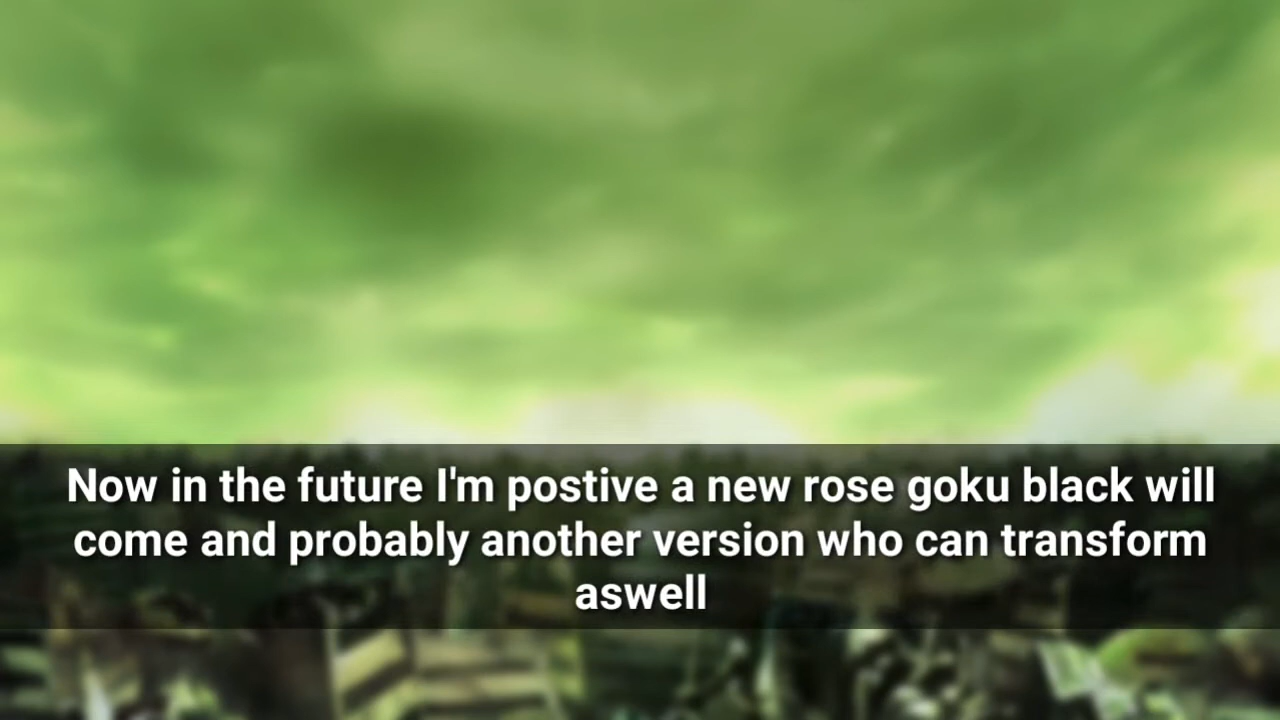 Now in the future I'm postive a new rose goku black will
come and probably another version who can transform
aswell